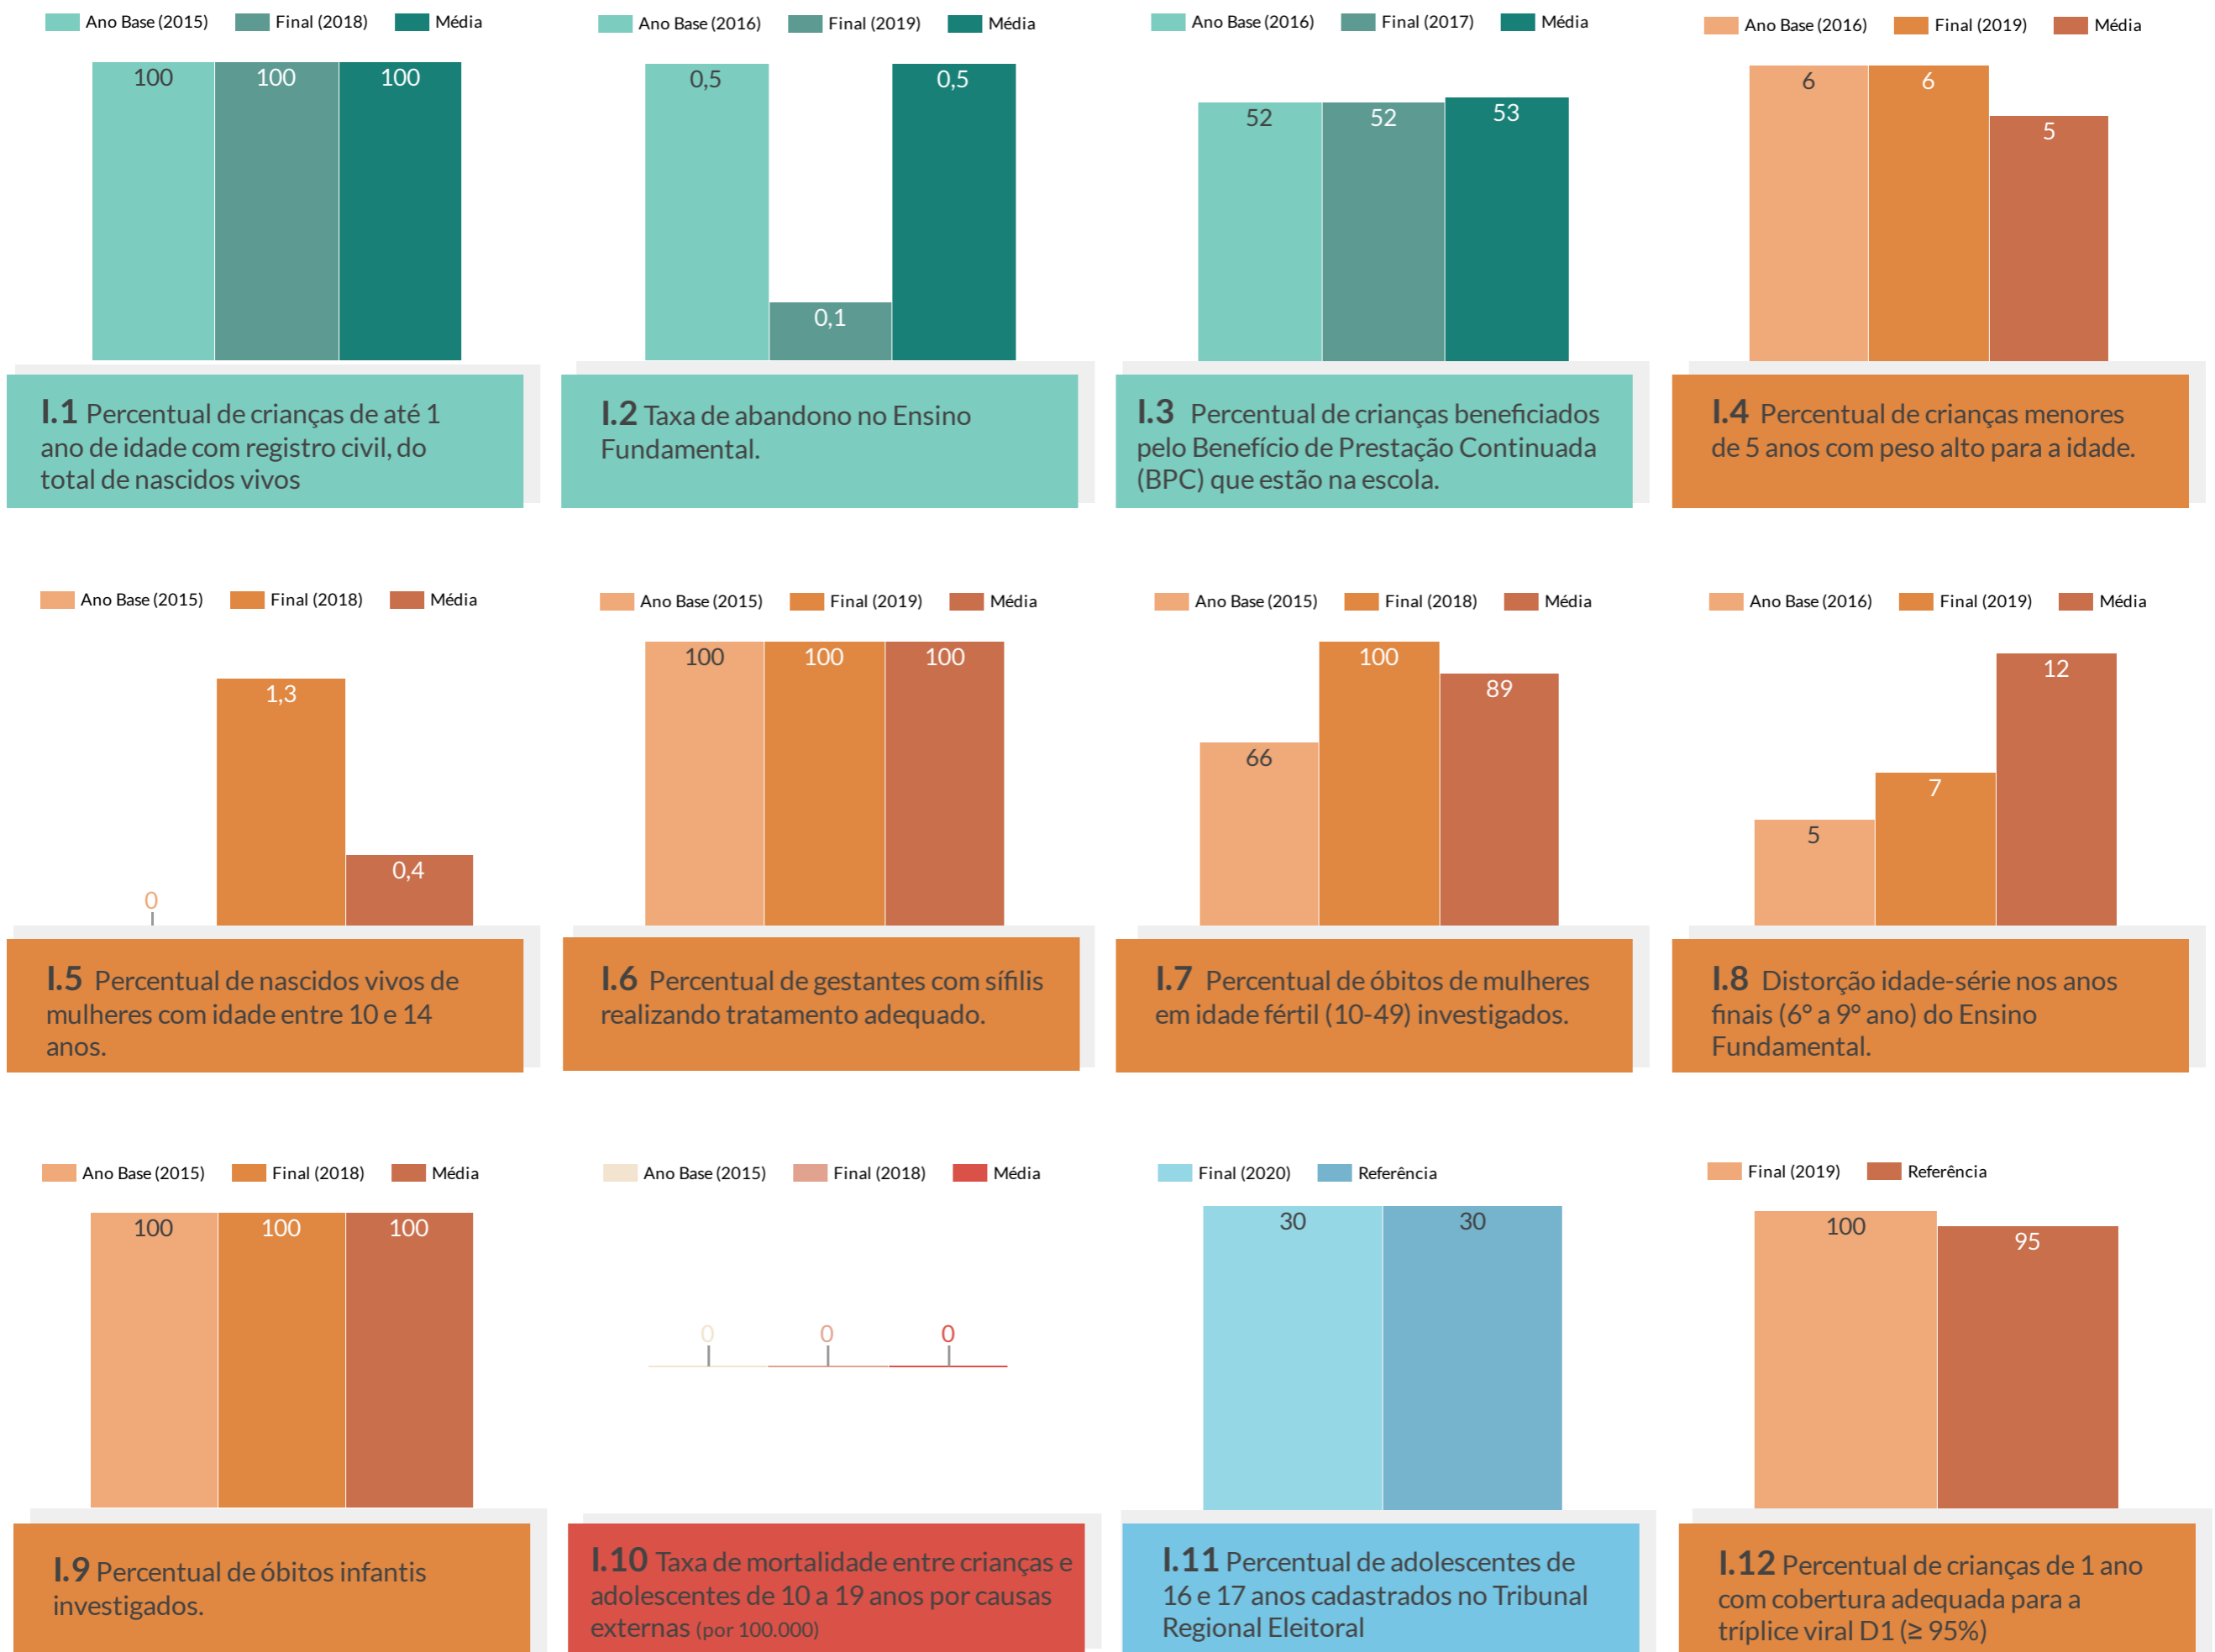 Ano Base (2015) Final (2018) Média
100 100 100
I.1 Percentual de crianças de até 1
ano de idade com registro civil, do
total de nascidos vivos
Ano Base (2016) Final (2019) Média
0,5 0,1 0,5
I.2 Taxa de abandono no Ensino
Fundamental.
Ano Base (2016) Final (2017) Média
52 52 53
I.3 Percentual de crianças beneficiados
pelo Benefício de Prestação Continuada
(BPC) que estão na escola.
Ano Base (2016) Final (2019) Média
6 6 5
I.4 Percentual de crianças menores
de 5 anos com peso alto para a idade.
Ano Base (2015) Final (2018) Média
0 1,3 0,4
I.5 Percentual de nascidos vivos de
mulheres com idade entre 10 e 14
anos.
Ano Base (2015) Final (2019) Média
100 100 100
I.6 Percentual de gestantes com sífilis
realizando tratamento adequado.
Ano Base (2015) Final (2018) Média
66 100 89
I.7 Percentual de óbitos de mulheres
em idade fértil (10-49) investigados.
Ano Base (2016) Final (2019) Média
5 7 12
I.8 Distorção idade-série nos anos
finais (6° a 9° ano) do Ensino
Fundamental.
Ano Base (2015) Final (2018) Média
100 100 100
I.9 Percentual de óbitos infantis
investigados.
Ano Base (2015) Final (2018) Média
0 0 0
I.10 Taxa de mortalidade entre crianças e
adolescentes de 10 a 19 anos por causas
externas (por 100.000)
Final (2020) Referência
30 30
I.11 Percentual de adolescentes de
16 e 17 anos cadastrados no Tribunal
Regional Eleitoral
Final (2019) Referência
100 95
I.12 Percentual de crianças de 1 ano
com cobertura adequada para a
tríplice viral D1 (≥ 95%)